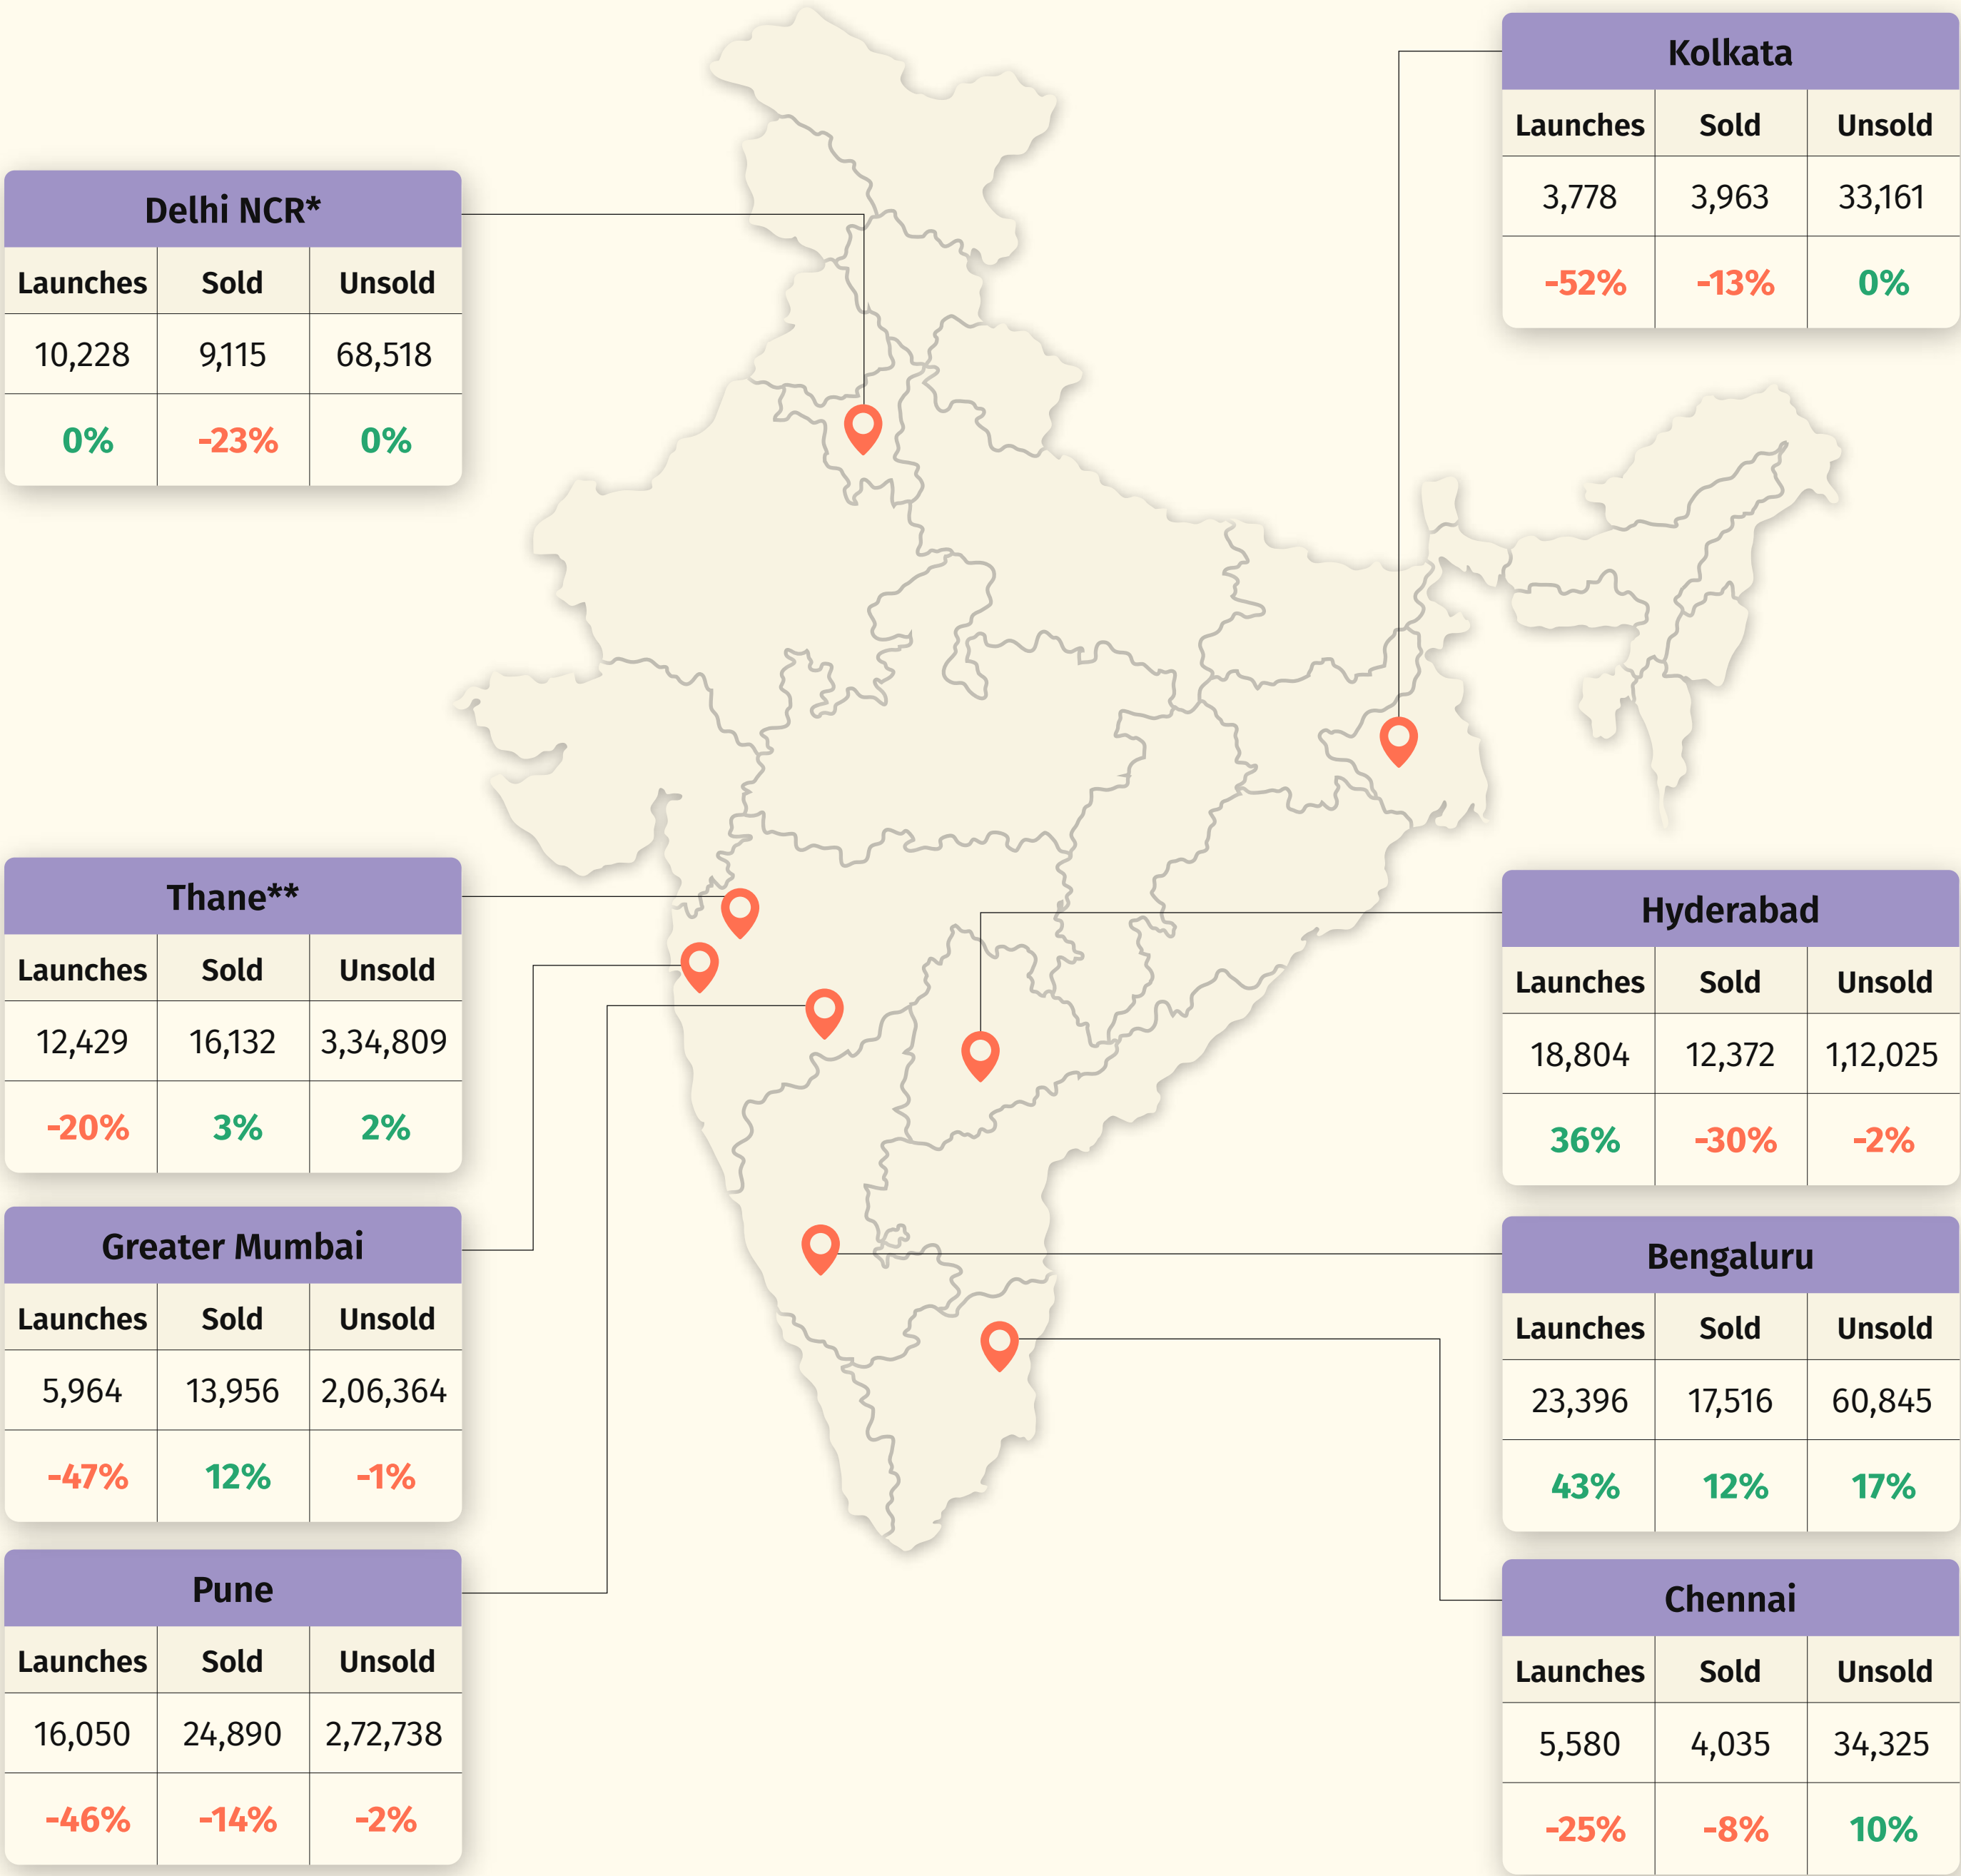 Delhi NCR*
Launches Sold Unsold
10,228 9,115 68,518
0% -23% 0%
Thane**
Launches Sold Unsold
12,429 16,132 3,34,809
-20% 3% 2%
Greater Mumbai
Launches Sold Unsold
5,964 13,956 2,06,364
-47% 12% -1%
Pune
Launches Sold Unsold
16,050 24,890 2,72,738
-46% -14% -2%
Kolkata
Launches Sold Unsold
3,778 3,963 33,161
-52% -13% 0%
Hyderabad
Launches Sold Unsold
18,804 12,372 1,12,025
36% -30% -2%
Bengaluru
Launches Sold Unsold
23,396 17,516 60,845
43% 12% 17%
Chennai
Launches Sold Unsold
5,580 4,035 34,325
-25% -8% 10%